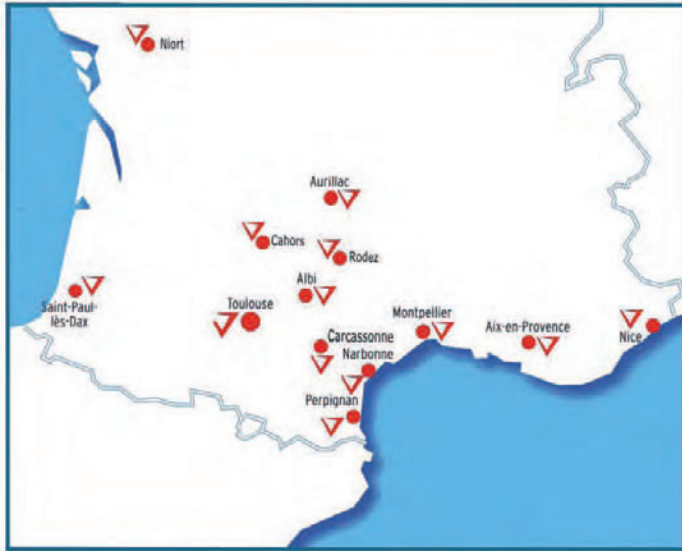 Niort
Aurillac
Cahors
Rodez
Albi
Saint-Paul-
lès-Dax
Toulouse
Montpellier
Aix-en-Provence
Nice
Carcassonne
Narbonne
Perpignan